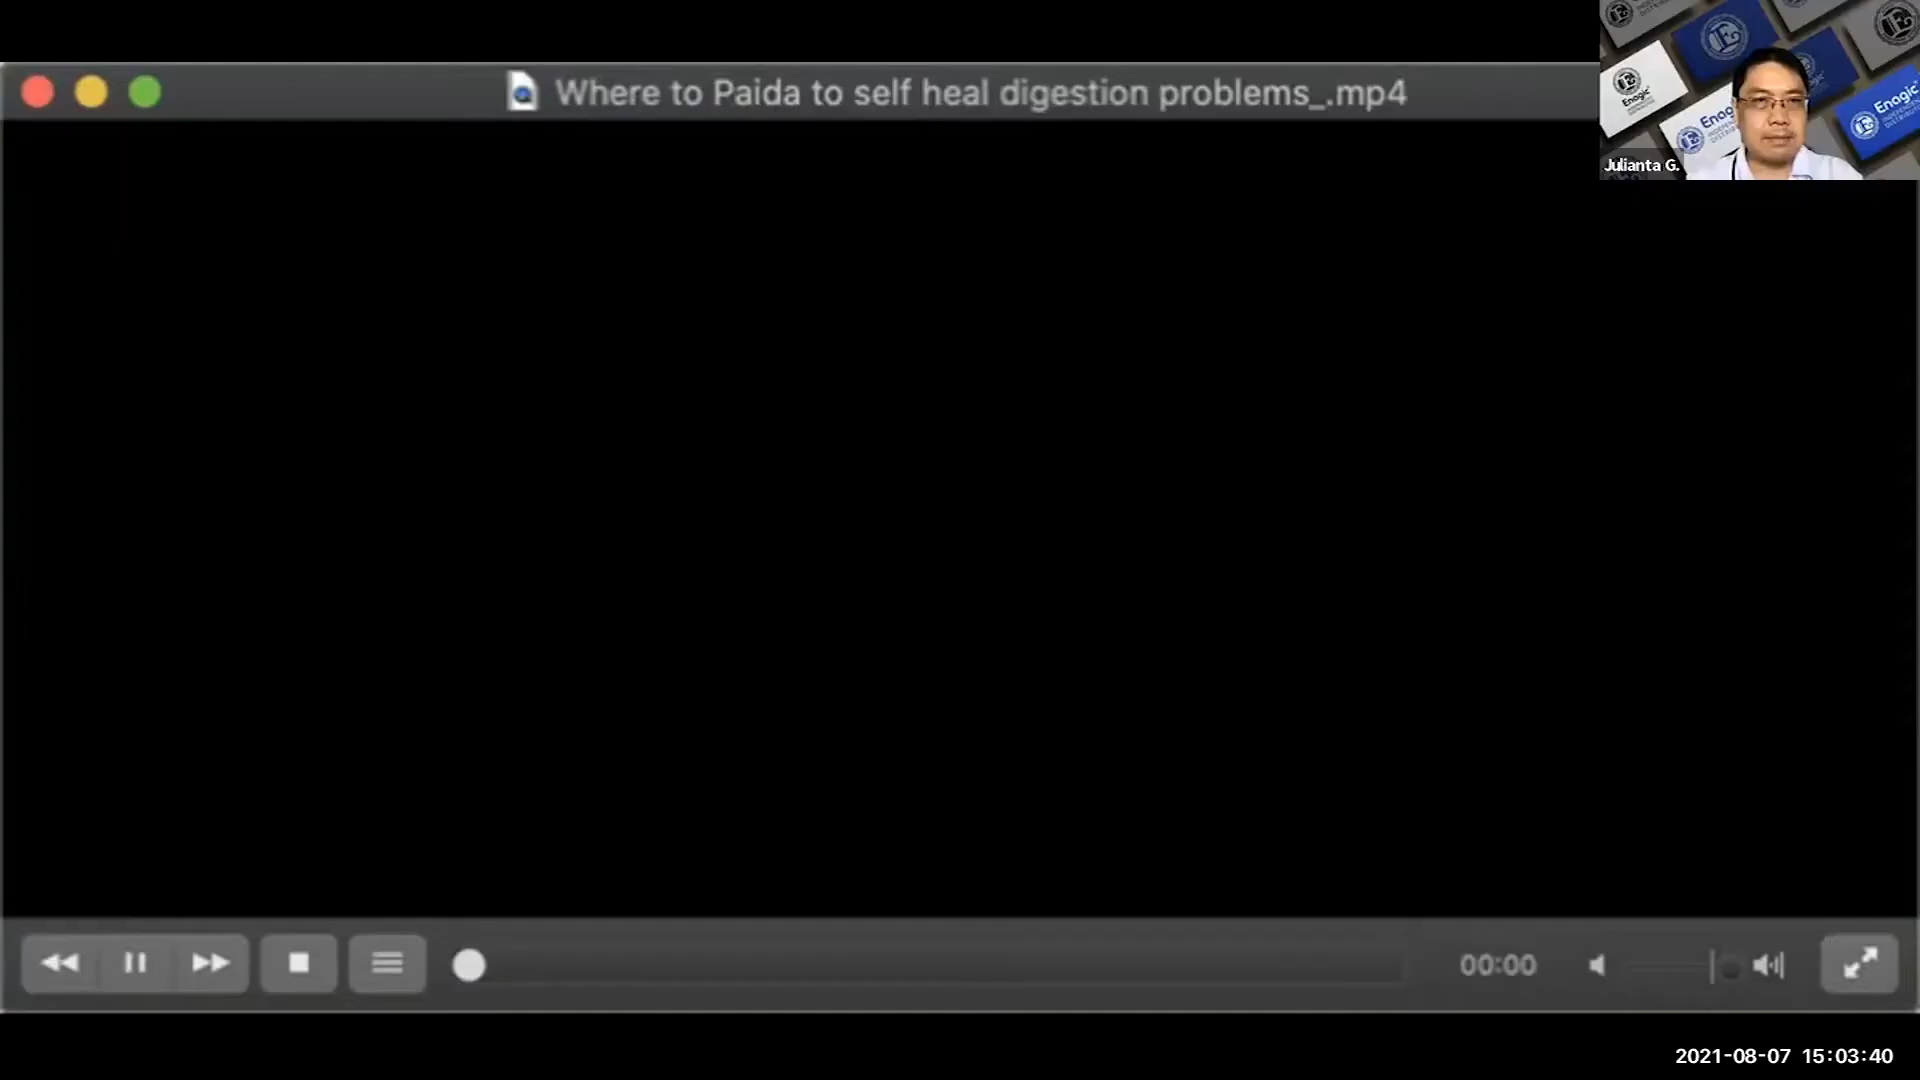 Where to Paida to self heal digestion problems_.mp4
Enagic
Enagic
Enagic
Julianta G.
00:00
2021-08-07 15:03:40